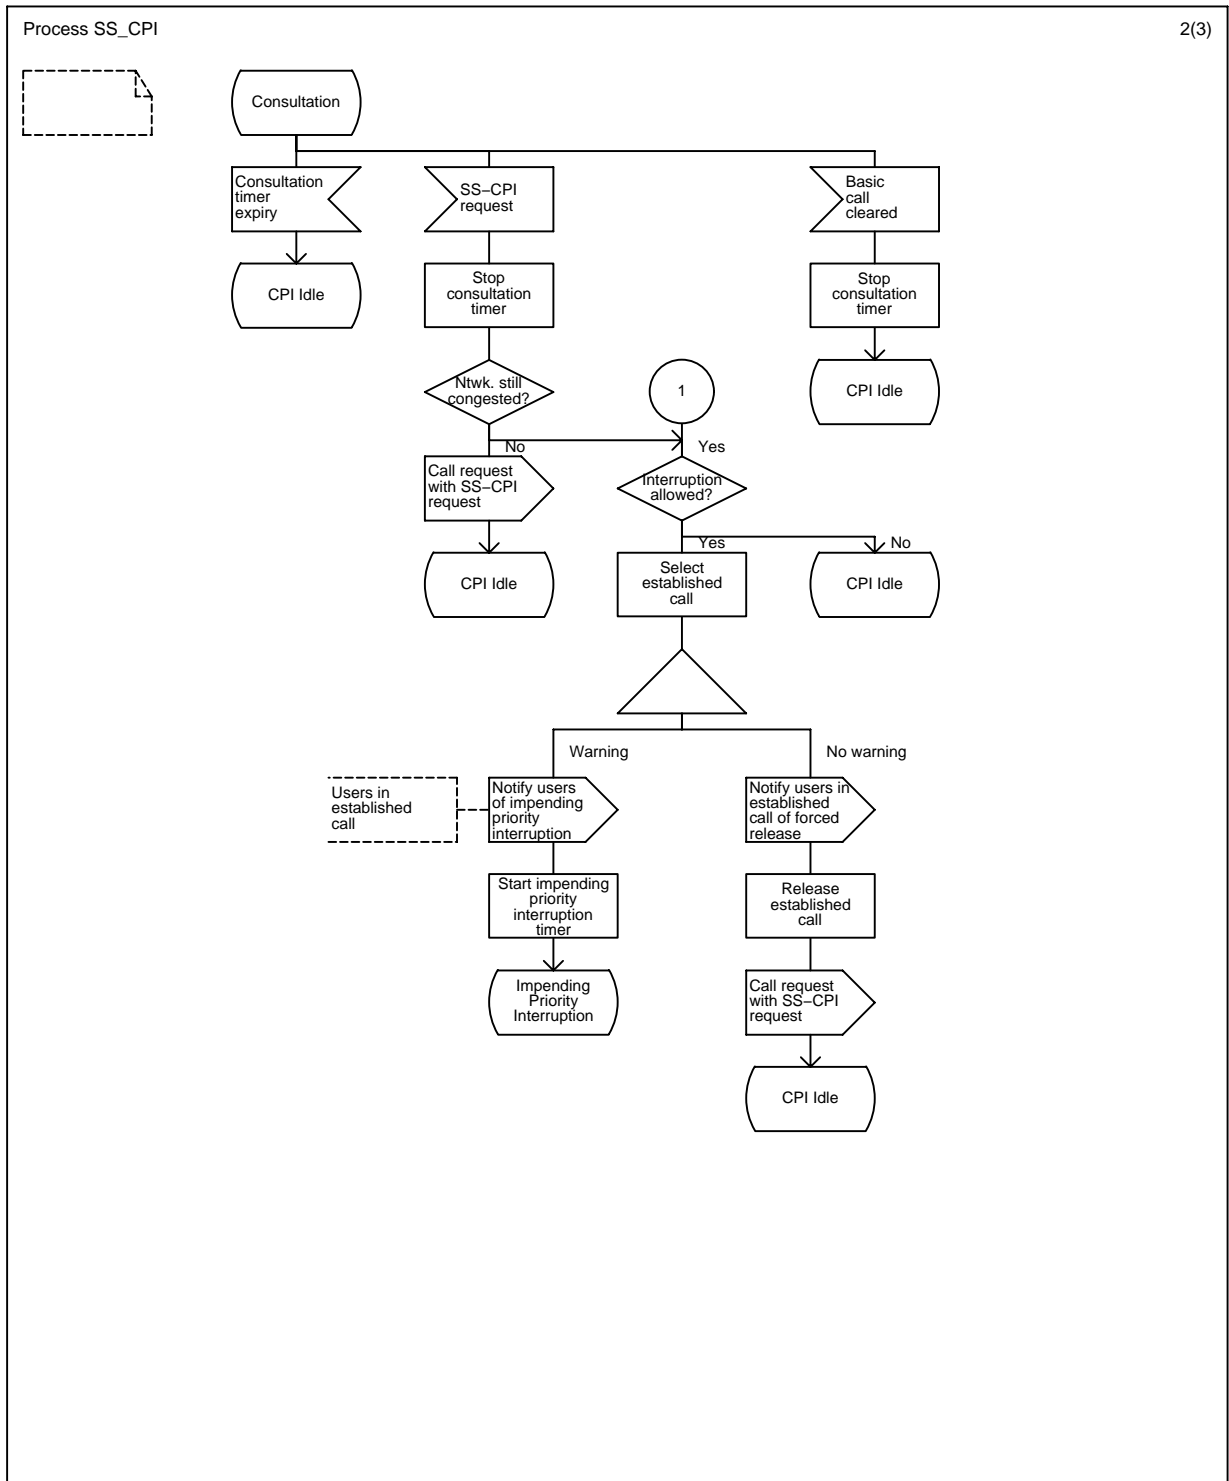 Process SS_CPI
2(3)
Consultation
Consultation
timer
expiry
SS–CPI
request
Basic
call
cleared
CPI Idle
Stop
consultation
timer
Stop
consultation
timer
Ntwk. still
congested?
1
CPI Idle
No
Yes
Call request
with SS–CPI
request
Interruption
allowed?
Yes
No
CPI Idle
Select
established
call
CPI Idle
Warning
No warning
Users in
established
call
Notify users
of impending
priority
interruption
Notify users in
established
call of forced
release
Start impending
priority
interruption
timer
Release
established
call
Impending
Priority
Interruption
Call request
with SS–CPI
request
CPI Idle